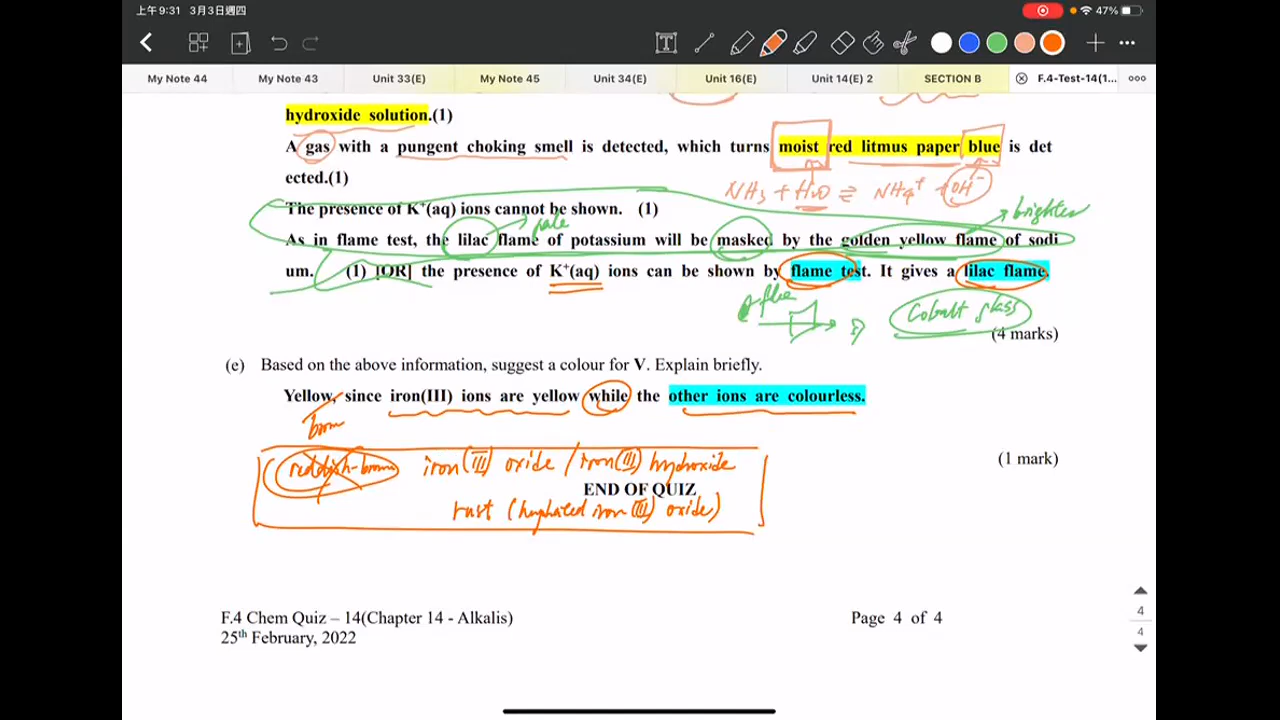 上午9:31 3月3日週四
47%
My Note 44 My Note 43 Unit 33(E) My Note 45 Unit 34(E) Unit 16(E) Unit 14(E) 2 SECTION B F.4-Test-14(1...
hydroxide solution.(1)
A gas with a pungent choking smell is detected, which turns moist red litmus paper blue is det
ected.(1)
NH₃ + H₂O ⇌ NH₄⁺ + OH⁻
The presence of K⁺(aq) ions cannot be shown. (1)
pale
brighter
As in flame test, the lilac flame of potassium will be masked by the golden yellow flame of sodi
um. (1) [OR] the presence of K⁺(aq) ions can be shown by flame test. It gives a lilac flame.
Cobalt glass
(4 marks)
(e) Based on the above information, suggest a colour for V. Explain briefly.
Yellow, since iron(III) ions are yellow while the other ions are colourless.
reddish-brown iron(III) oxide / iron(III) hydroxide
(1 mark)
END OF QUIZ
rust (hydrated iron(III) oxide)
F.4 Chem Quiz – 14(Chapter 14 - Alkalis)
Page 4 of 4
25th February, 2022
4
4